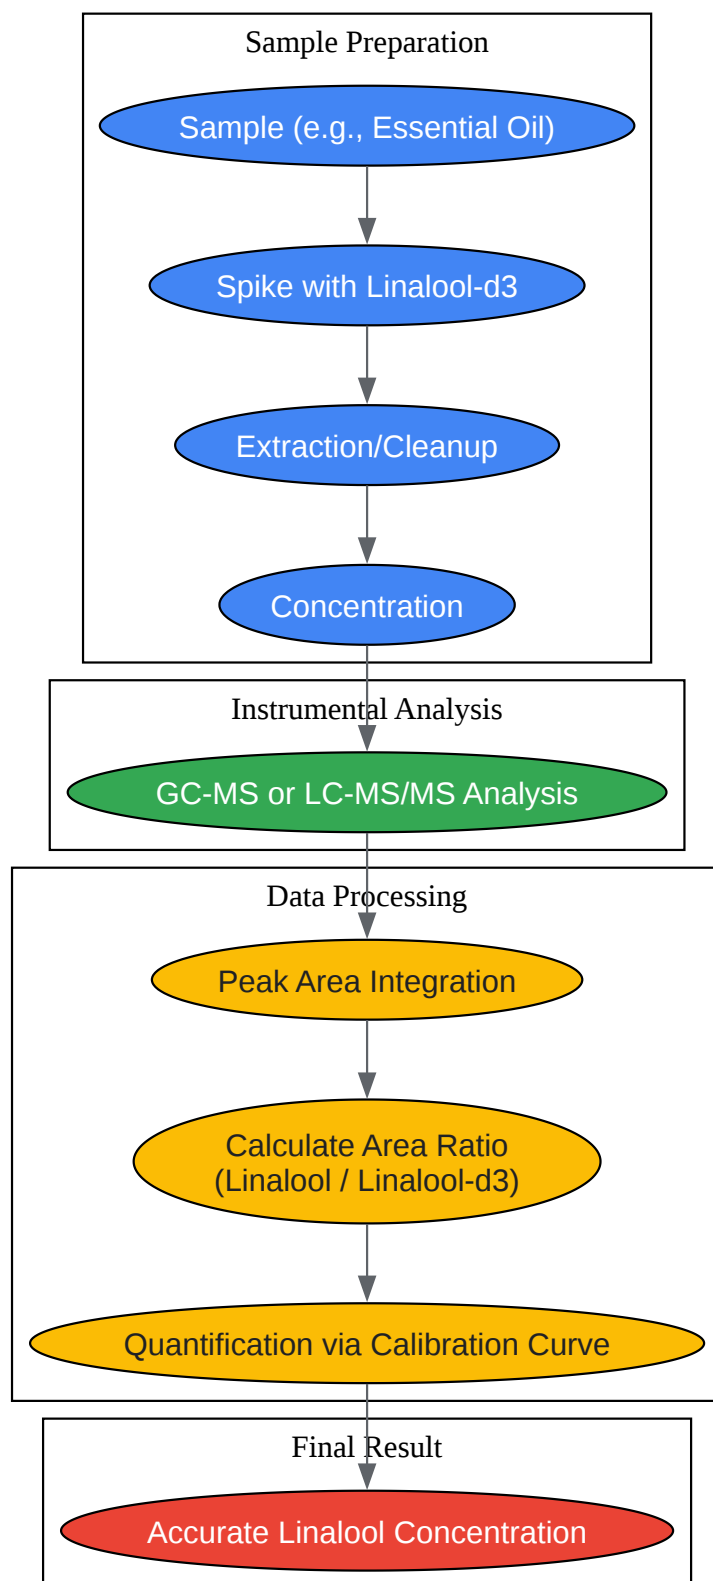 Sample Preparation
Sample (e.g., Essential Oil)
Spike with Linalool-d3
Extraction/Cleanup
Concentration
Instrumental Analysis
GC-MS or LC-MS/MS Analysis
Data Processing
Peak Area Integration
Calculate Area Ratio
(Linalool / Linalool-d3)
Quantification via Calibration Curve
Final Result
Accurate Linalool Concentration